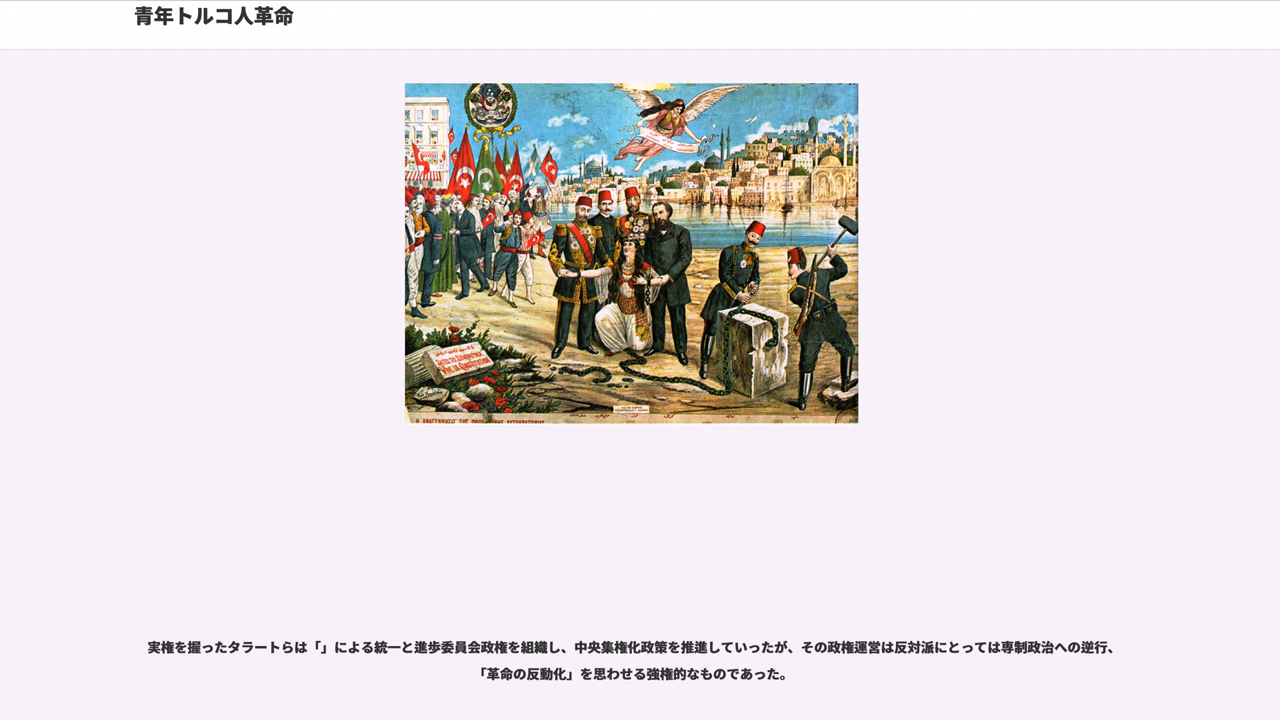 青年トルコ人革命
Η ΑΝΑΓΕΝΝΗΣΙΣ ΤΗΣ
実権を握ったタラートらは「」による統一と進歩委員会政権を組織し、中央集権化政策を推進していったが、その政権運営は反対派にとっては専制政治への逆行、
「革命の反動化」を思わせる強権的なものであった。